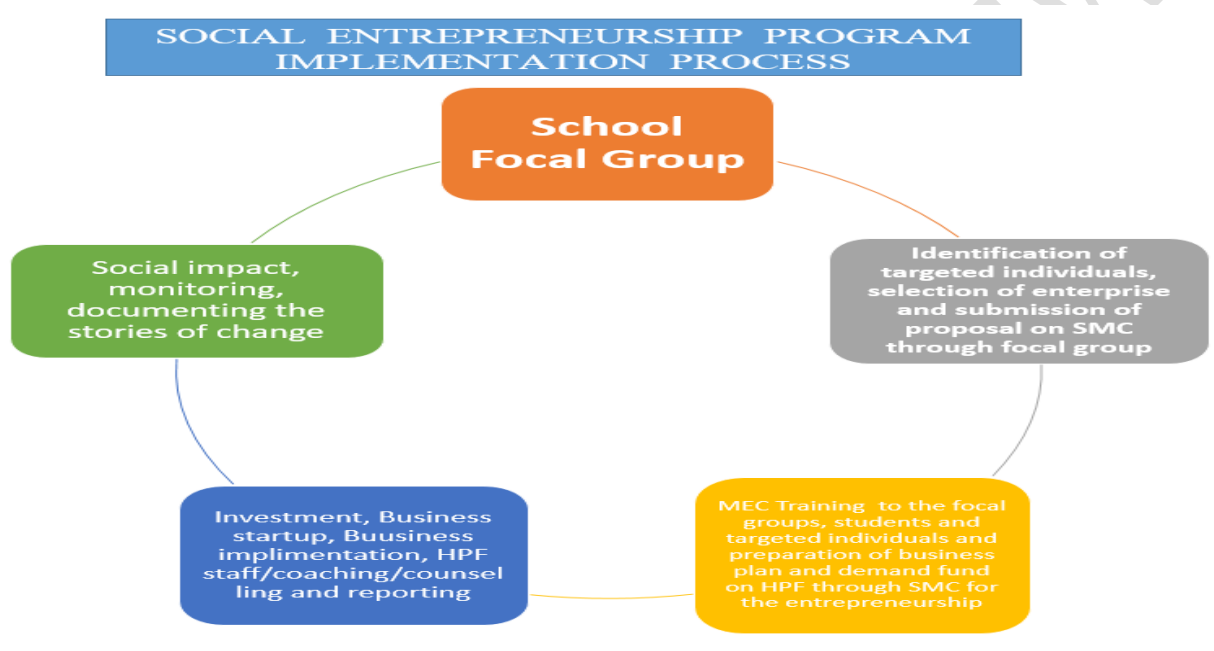 SOCIAL ENTREPRENEURSHIP PROGRAM
IMPLEMENTATION PROCESS
School
Focal Group
Identification of
targeted individuals,
selection of enterprise
and submission of
proposal on SMC
through focal group
MEC Training to the focal
groups, students and
targeted individuals and
preparation of business
plan and demand fund
on HPF through SMC for
the entrepreneurship
Investment, Business
startup, Buusiness
implimentation, HPF
staff/coaching/counsel
ling and reporting
Social impact,
monitoring,
documenting the
stories of change